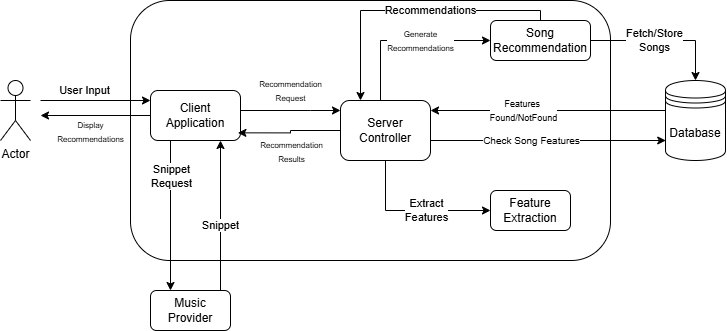 Recommendations
Generate
Recommendations
Song
Recommendation
Fetch/Store
Songs
User Input
Display
Recommendations
Actor
Client
Application
Recommendation
Request
Recommendation
Results
Server
Controller
Features
Found/NotFound
Check Song Features
Database
Snippet
Request
Snippet
Extract
Features
Feature
Extraction
Music
Provider